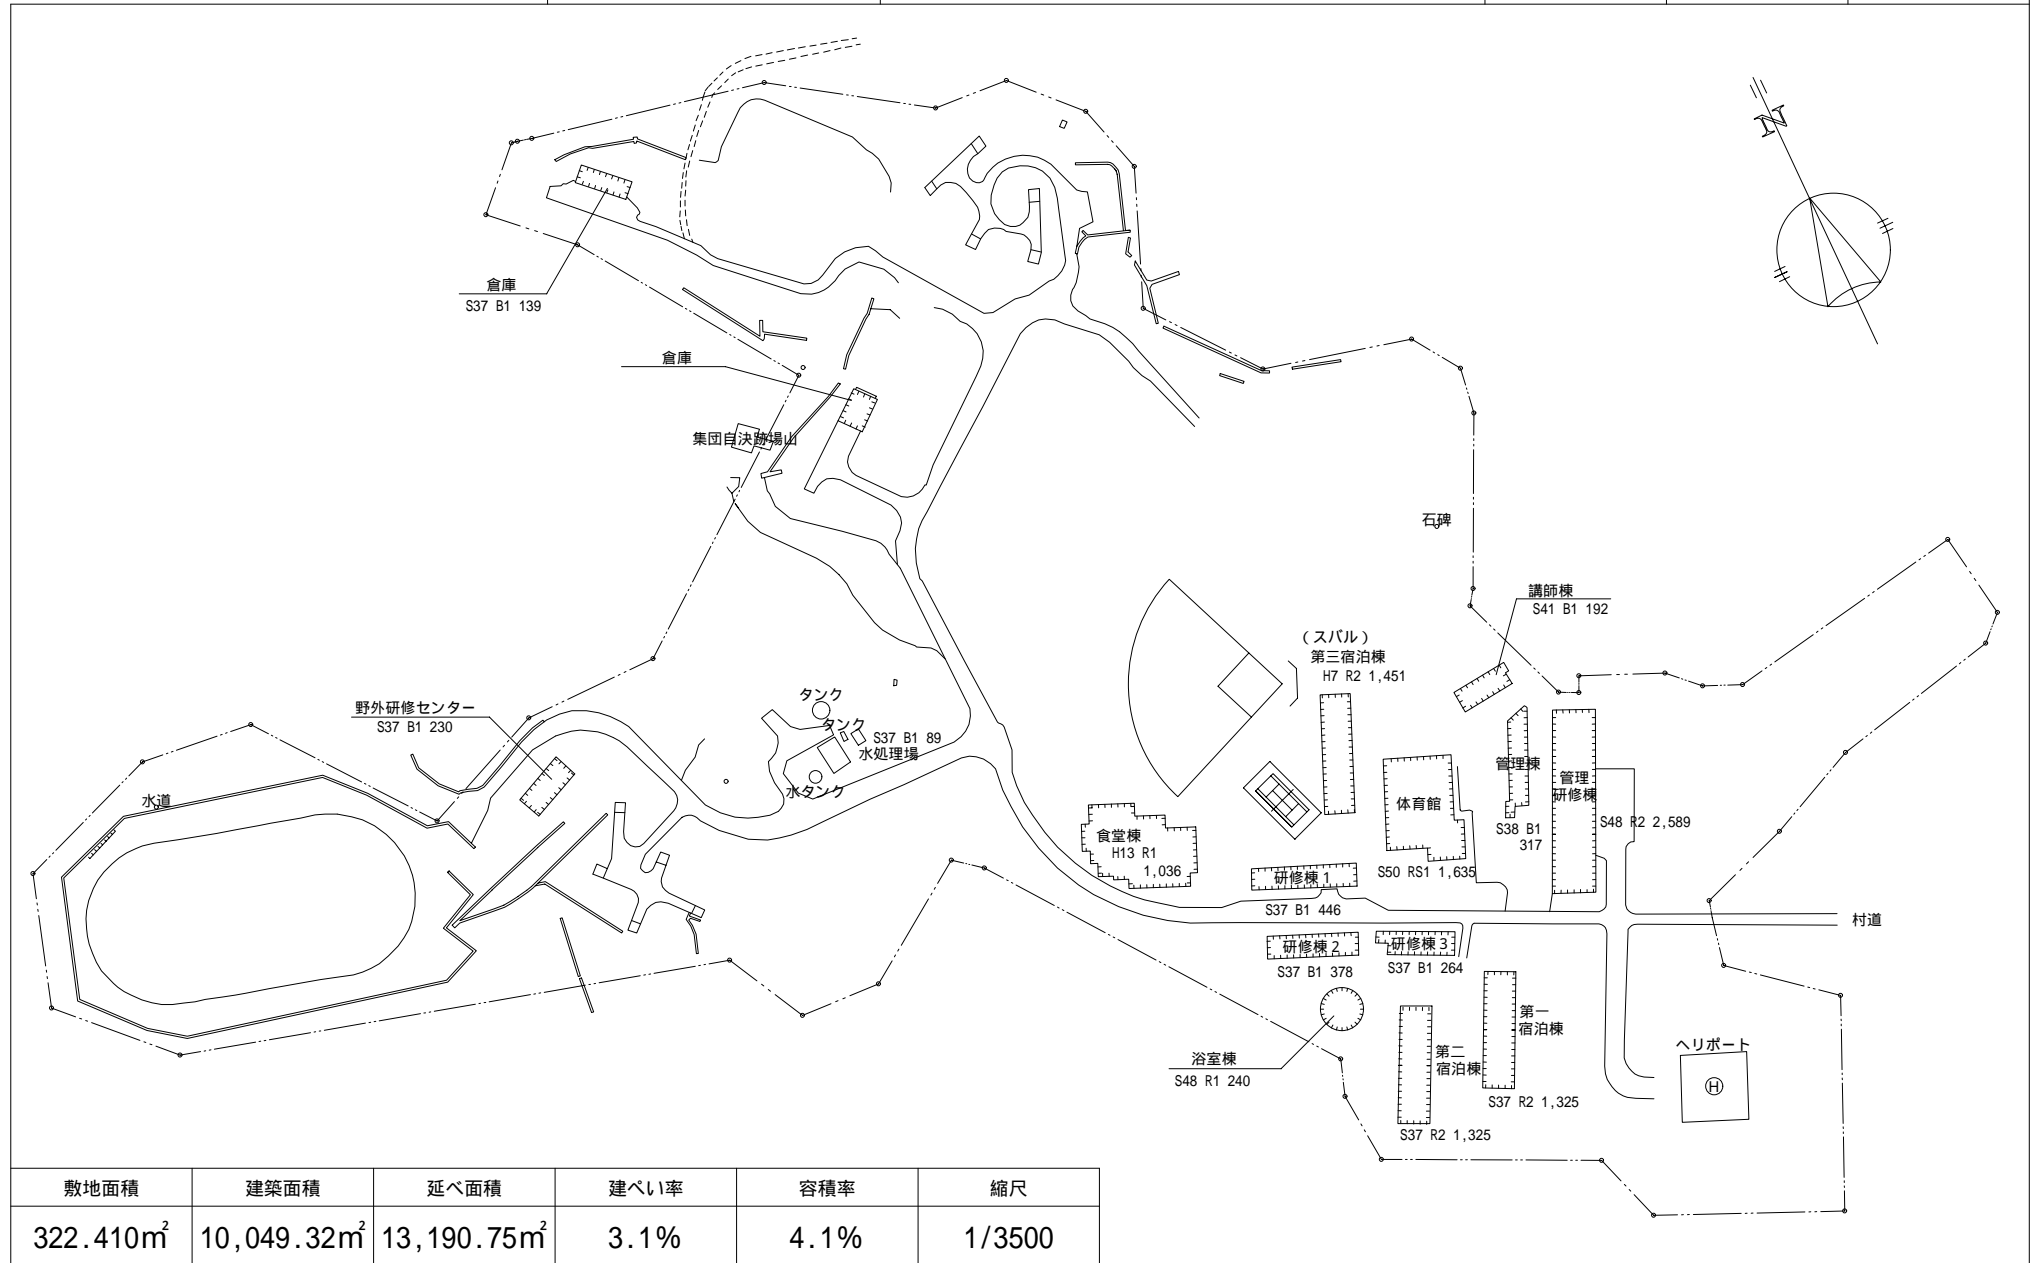 N
倉庫
S37 B1 139
倉庫
集団自決跡場山
石碑
講師棟
S41 B1 192
(スバル)
第三宿泊棟
H7 R2 1,451
タンク
タンク
S37 B1 89
水処理場
水タンク
野外研修センター
S37 B1 230
水道
管理棟
S38 B1
317
管理
研修棟
S48 R2 2,589
体育館
S50 RS1 1,635
食堂棟
H13 R1
1,036
研修棟1
S37 B1 446
村道
研修棟2
S37 B1 378
研修棟3
S37 B1 264
第一
宿泊棟
S37 R2 1,325
第二
宿泊棟
S37 R2 1,325
浴室棟
S48 R1 240
ヘリポート
H
敷地面積 建築面積 延べ面積 建ぺい率 容積率 縮尺
322.410㎡ 10,049.32㎡ 13,190.75㎡ 3.1% 4.1% 1/3500